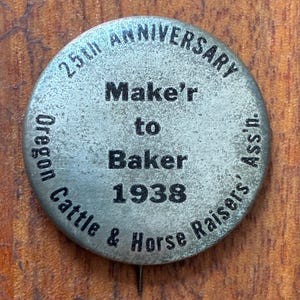 25th ANNIVERSARY
Make'r
to
Baker
1938
Oregon Cattle & Horse Raisers' Ass'n.